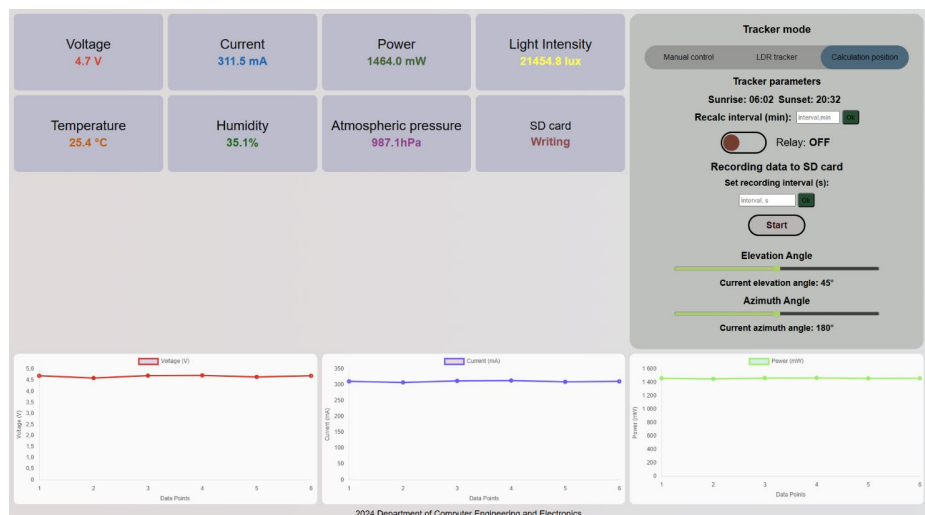 Voltage
4.7 V
Current
311.5 mA
Power
1464.0 mW
Light Intensity
21454.8 lux
Temperature
25.4 °C
Humidity
35.1%
Atmospheric pressure
987.1hPa
SD card
Writing
Tracker mode
Manual control
LDR tracker
Calculation position
Tracker parameters
Sunrise: 06:02 Sunset: 20:32
Recalc interval (min): interval,min Ok
Relay: OFF
Recording data to SD card
Set recording interval (s):
interval, s Ok
Start
Elevation Angle
Current elevation angle: 45°
Azimuth Angle
Current azimuth angle: 180°
Voltage (V)
5,0
4,5
4,0
3,5
3,0
2,5
2,0
1,5
1,0
0,5
0
Voltage (V)
1 2 3 4 5 6
Data Points
Current (mA)
350
300
250
200
150
100
50
0
Current (mA)
1 2 3 4 5 6
Data Points
Power (mW)
1 600
1 400
1 200
1 000
800
600
400
200
0
Power (mW)
1 2 3 4 5 6
Data Points
2024 Department of Computer Engineering and Electronics